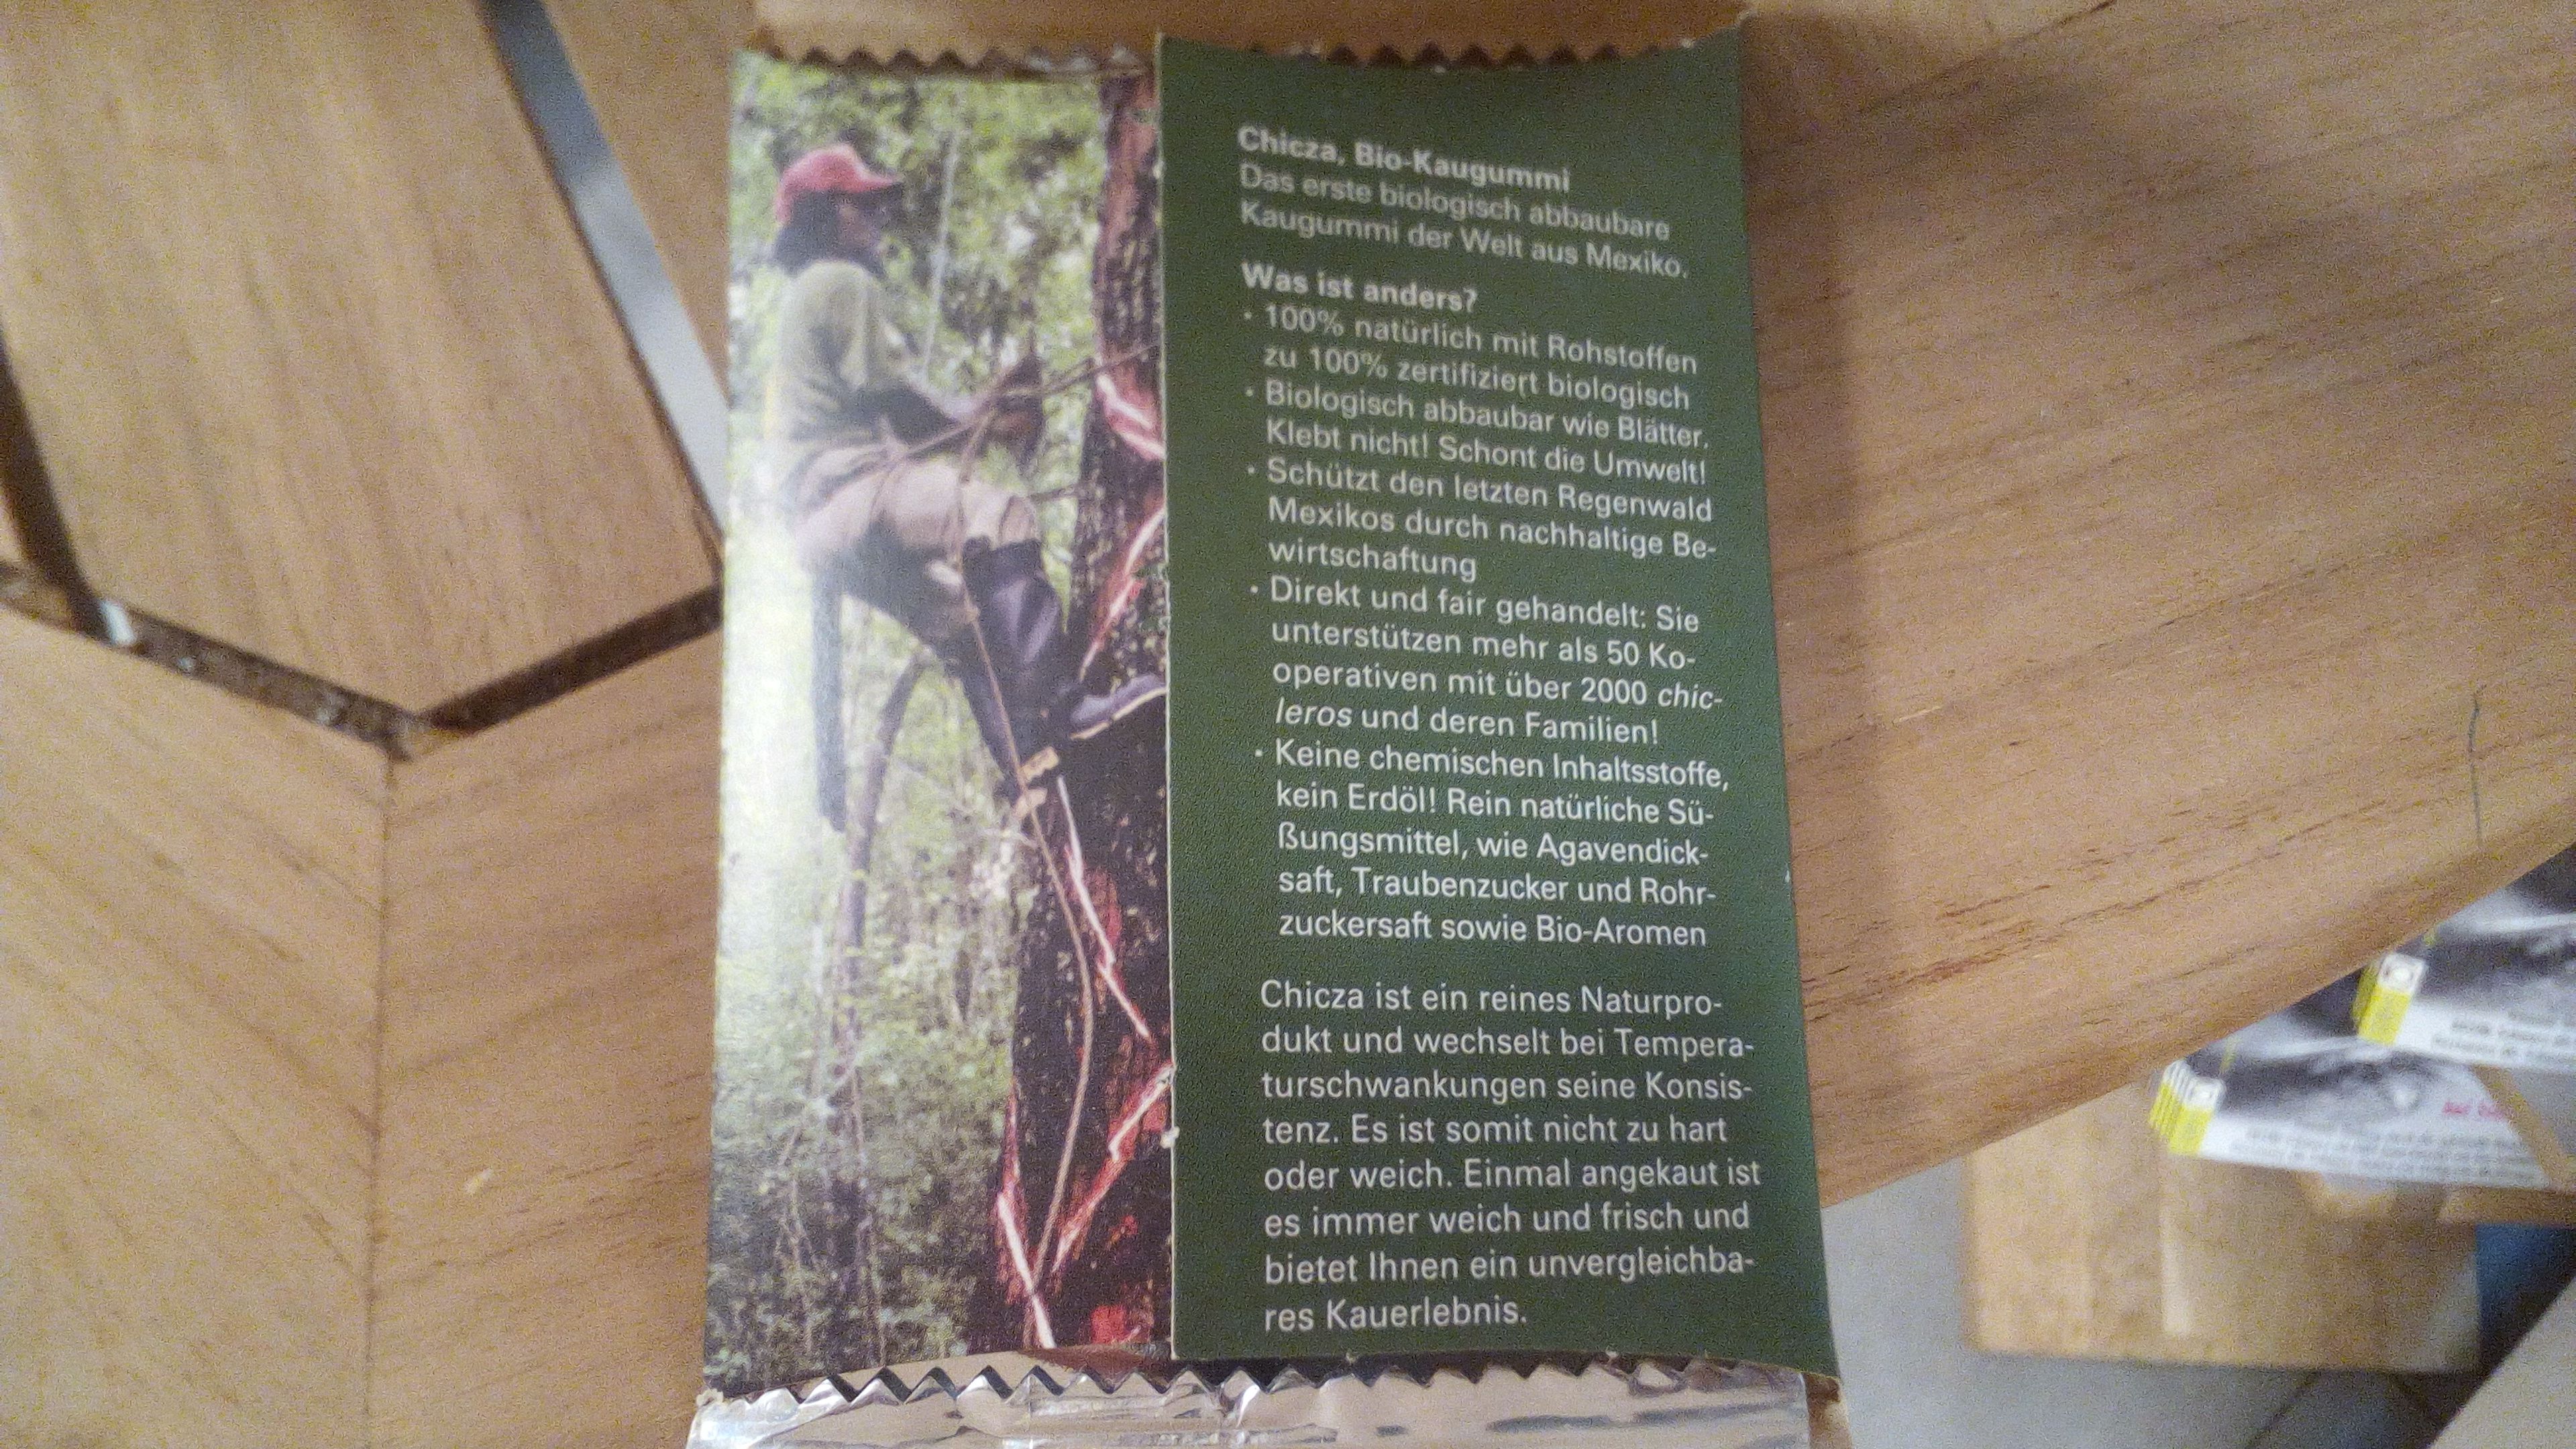 Chicza, Bio-Kaugummi
Das erste biologisch abbaubare
Kaugummi der Welt aus Mexiko.
Was ist anders?
· 100% natürlich mit Rohstoffen
zu 100% zertifiziert biologisch
· Biologisch abbaubar wie Blätter.
Klebt nicht! Schont die Umwelt!
· Schützt den letzten Regenwald
Mexikos durch nachhaltige Be-
wirtschaftung
· Direkt und fair gehandelt: Sie
unterstützen mehr als 50 Ko-
operativen mit über 2000 chic-
leros und deren Familien!
· Keine chemischen Inhaltsstoffe,
kein Erdöl! Rein natürliche Sü-
ßungsmittel, wie Agavendick-
saft, Traubenzucker und Rohr-
zuckersaft sowie Bio-Aromen
Chicza ist ein reines Naturpro-
dukt und wechselt bei Tempera-
turschwankungen seine Konsis-
tenz. Es ist somit nicht zu hart
oder weich. Einmal angekaut ist
es immer weich und frisch und
bietet Ihnen ein unvergleichba-
res Kauerlebnis.